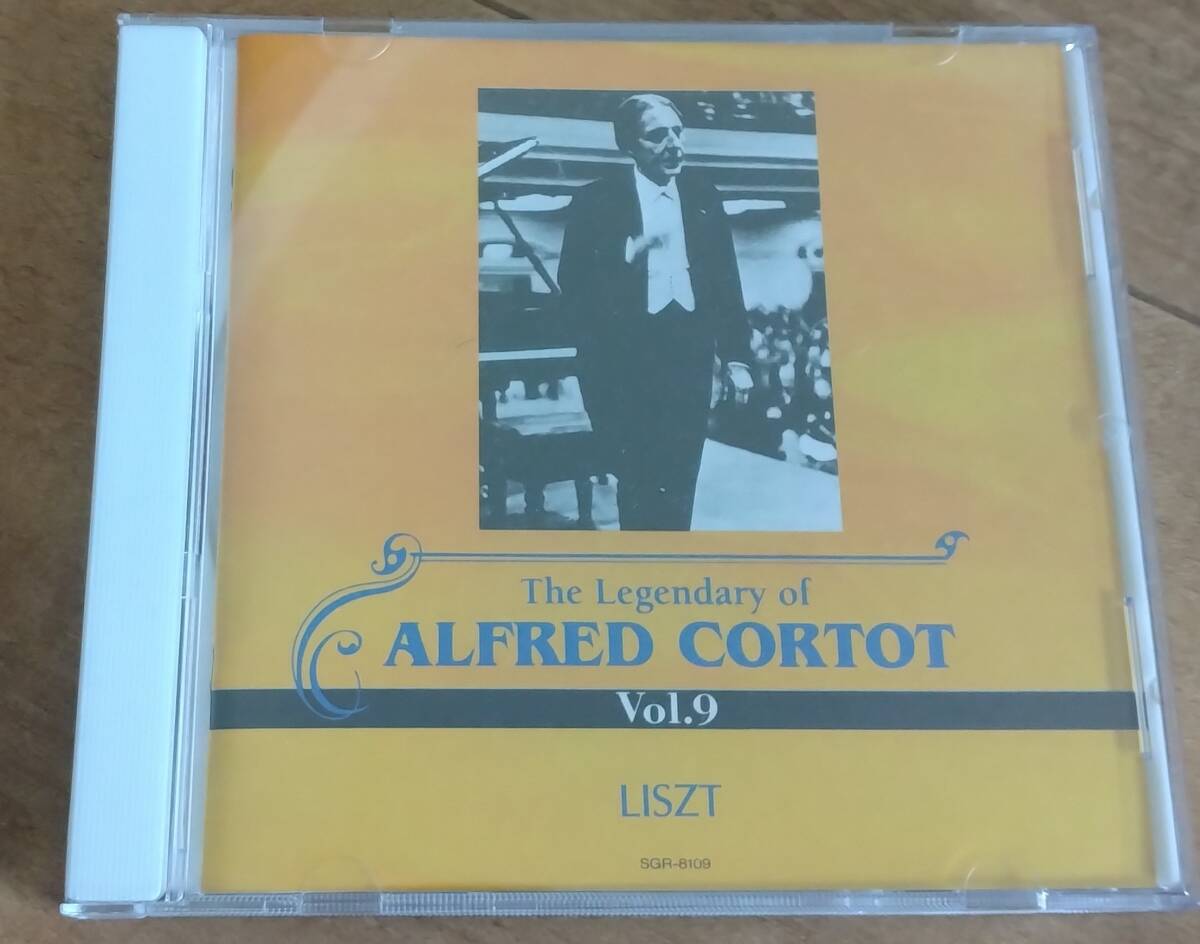 The Legendary of
ALFRED CORTOT
Vol.9
LISZT
SGR-8109